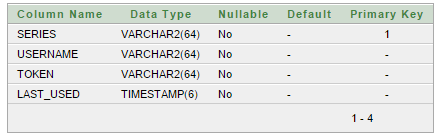 Column Name Data Type Nullable Default Primary Key
SERIES VARCHAR2(64) No - 1
USERNAME VARCHAR2(64) No - -
TOKEN VARCHAR2(64) No - -
LAST_USED TIMESTAMP(6) No - -
1 - 4